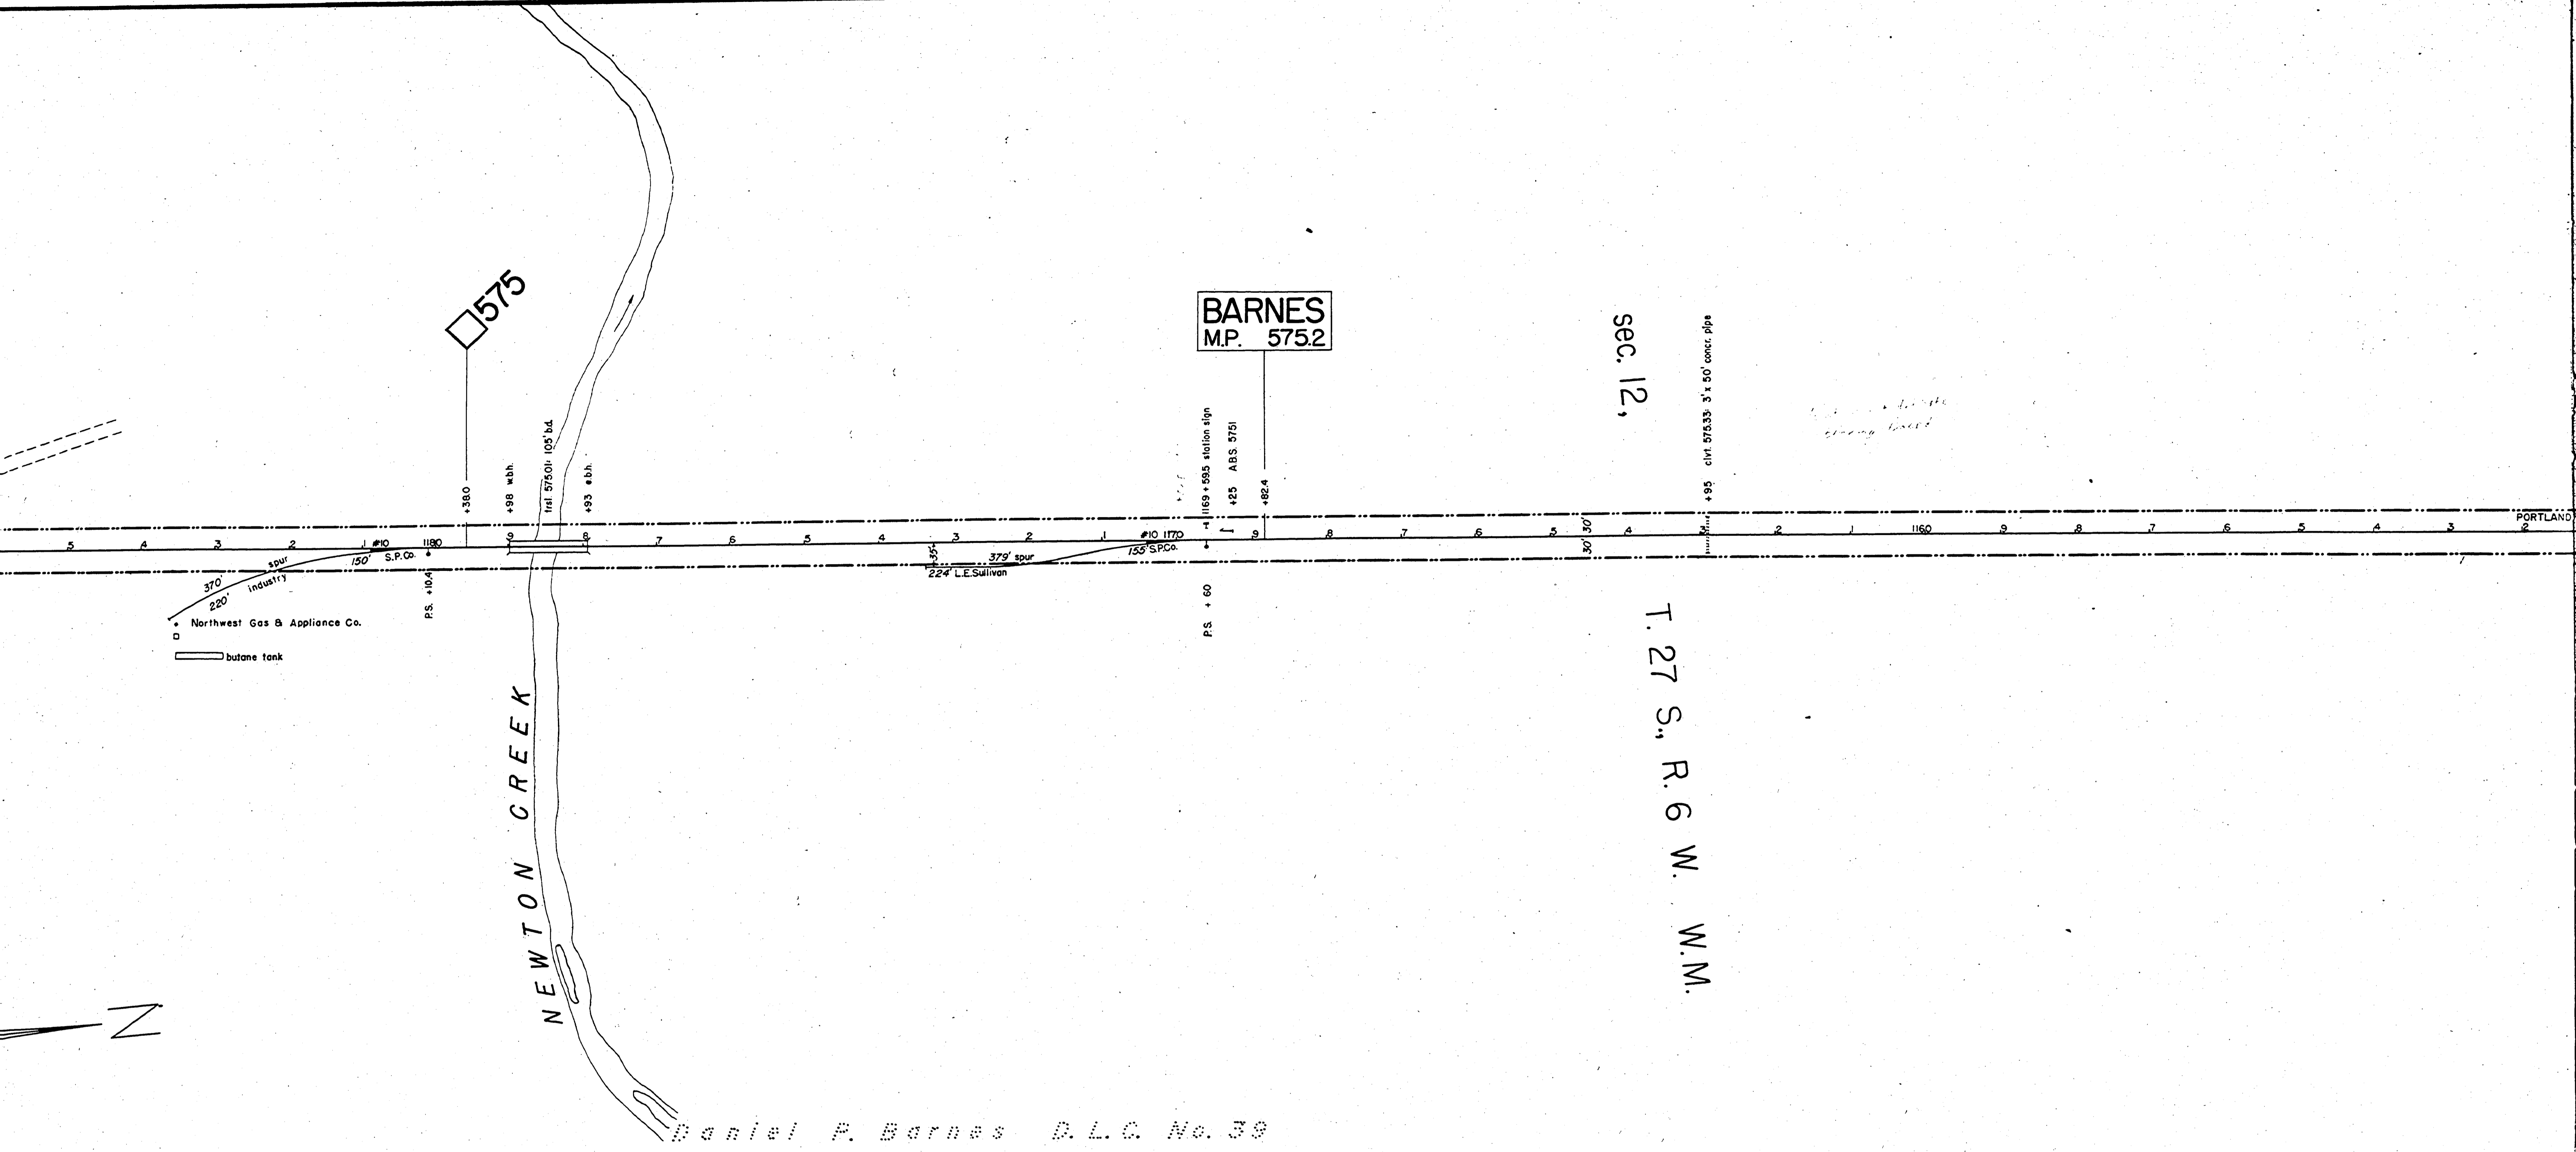 575
BARNES
M.P. 575.2
sec. 12,
+95 clvt. 575.33: 3' x 50' concr. pipe
+38.0
+98 w.b.h.
trsl. 575.01: 105' b.d.
+93 e.b.h.
1169 + 59.5 station sign
+25 A.B.S. 5751
+82.4
PORTLAND
5 4 3 2 .1 #10 1180 9 8 .7 6 5 4 3 2 .1 #10 1170 .9 .8 .7 6 5 4 3 .2 .1 1160 .9 .8 .7 .6 5 4 3 2
30'
30'
150' S.P.Co.
370' spur
220' industry
P.S. +10.4
+35
379' spur
155' S.P.Co.
224' L.E.Sullivan
P.S. + 60
Northwest Gas & Appliance Co.
butane tank
NEWTON CREEK
T. 27 S., R. 6 W. W.M.
N
Daniel P. Barnes D.L.C. No. 39